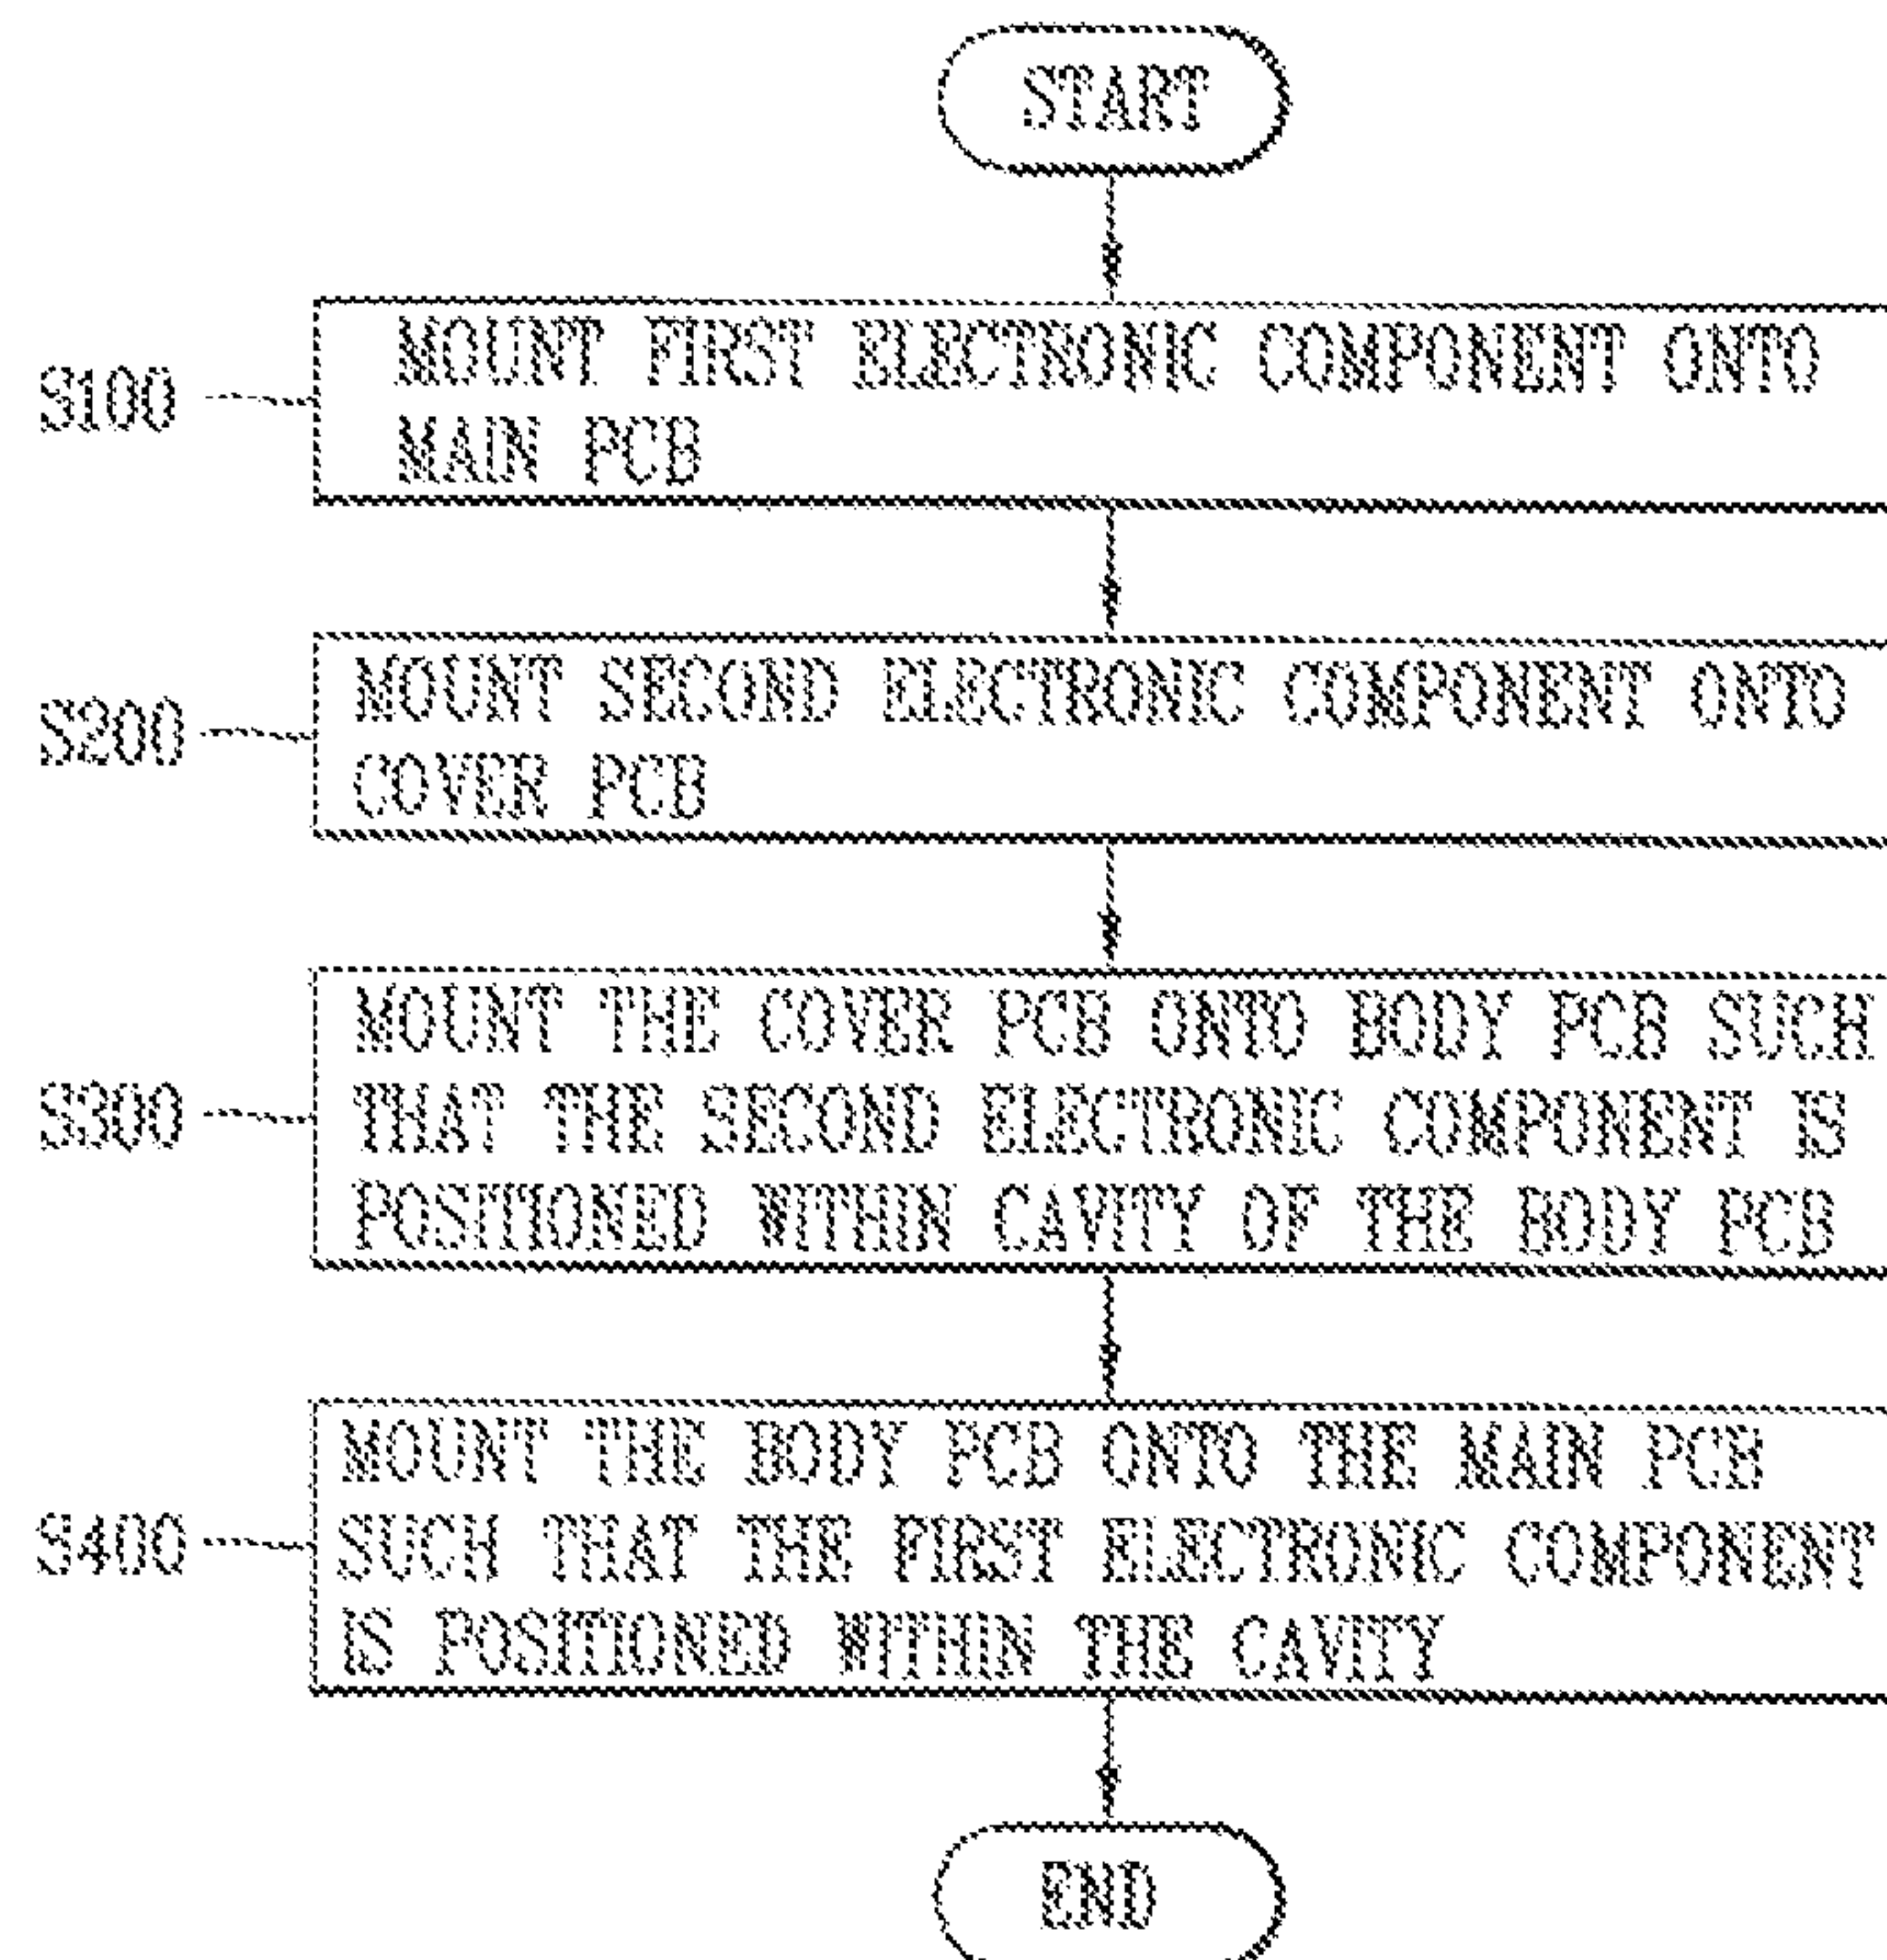 START
S100
MOUNT FIRST ELECTRONIC COMPONENT ONTO
MAIN PCB
S200
MOUNT SECOND ELECTRONIC COMPONENT ONTO
COVER PCB
S300
MOUNT THE COVER PCB ONTO BODY PCB SUCH
THAT THE SECOND ELECTRONIC COMPONENT IS
POSITIONED WITHIN CAVITY OF THE BODY PCB
S400
MOUNT THE BODY PCB ONTO THE MAIN PCB
SUCH THAT THE FIRST ELECTRONIC COMPONENT
IS POSITIONED WITHIN THE CAVITY
END